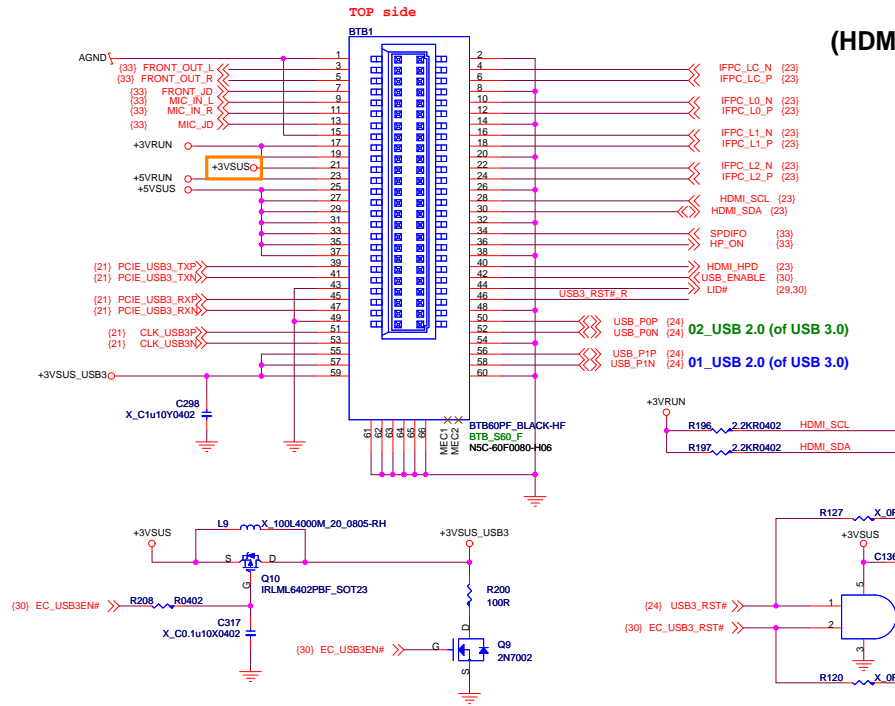 TOP side
BTB1
(HDM
AGND
{33} FRONT_OUT_L
{33} FRONT_OUT_R
{33} FRONT_JD
{33} MIC_IN_L
{33} MIC_IN_R
{33} MIC_JD
+3VRUN
+3VSUS
+5VRUN
+5VSUS
{21} PCIE_USB3_TXP
{21} PCIE_USB3_TXN
{21} PCIE_USB3_RXP
{21} PCIE_USB3_RXN
{21} CLK_USB3P
{21} CLK_USB3N
+3VSUS_USB3
C298
X_C1u10Y0402
1
3
5
7
9
11
13
15
17
19
21
23
25
27
29
31
33
35
37
39
41
43
45
47
49
51
53
55
57
59
2
4
6
8
10
12
14
16
18
20
22
24
26
28
30
32
34
36
38
40
42
44
46
48
50
52
54
56
58
60
61
62
63
64
65
66
MEC1
MEC2
IFPC_LC_N {23}
IFPC_LC_P {23}
IFPC_L0_N {23}
IFPC_L0_P {23}
IFPC_L1_N {23}
IFPC_L1_P {23}
IFPC_L2_N {23}
IFPC_L2_P {23}
HDMI_SCL {23}
HDMI_SDA {23}
SPDIFO {33}
HP_ON {33}
HDMI_HPD {23}
USB_ENABLE {30}
LID# {29,30}
USB3_RST#_R
USB_P0P {24}
USB_P0N {24} 02_USB 2.0 (of USB 3.0)
USB_P1P {24}
USB_P1N {24} 01_USB 2.0 (of USB 3.0)
BTB60PF_BLACK-HF
BTB_S60_F
N5C-60F0080-H06
+3VRUN
R196 2.2KR0402 HDMI_SCL
R197 2.2KR0402 HDMI_SDA
L9 X_100L4000M_20_0805-RH
+3VSUS
+3VSUS_USB3
S D
G
Q10
IRLML6402PBF_SOT23
{30} EC_USB3EN# R208 R0402
C317
X_C0.1u10X0402
R200
100R
D
{30} EC_USB3EN# G
S
Q9
2N7002
R127 X_0R
+3VSUS
C136
5
{24} USB3_RST# 1
{30} EC_USB3_RST# 2
3
R120 X_0R